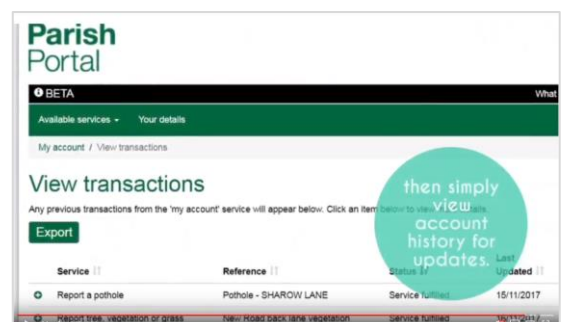 Parish
Portal
BETA What
Available services Your details
My account / View transactions
View transactions
Any previous transactions from the 'my account' service will appear below. Click an item below to view
Export
then simply
view
account
history for
updates.
Service Reference Status Last Updated
Report a pothole Pothole - SHAROW LANE Service fulfilled 15/11/2017
Report tree, vegetation or grass New Road back lane vegetation Service fulfilled